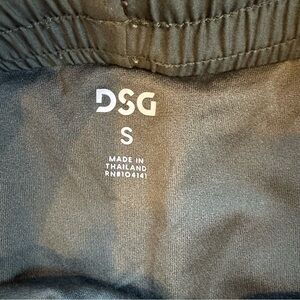 DSG
S
MADE IN
THAILAND
RN#104141